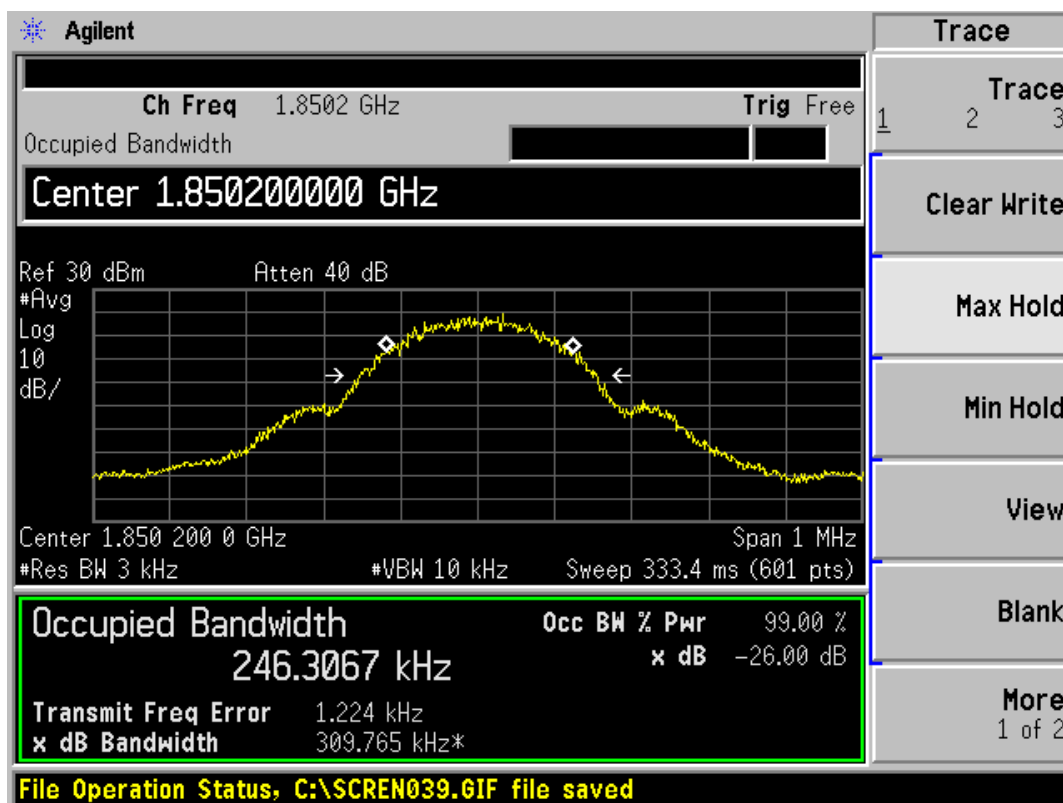 Agilent
Trace
Ch Freq 1.8502 GHz Trig Free
Occupied Bandwidth
Center 1.850200000 GHz
Ref 30 dBm Atten 40 dB
#Avg
Log
10
dB/
Center 1.850 200 0 GHz Span 1 MHz
#Res BW 3 kHz #VBW 10 kHz Sweep 333.4 ms (601 pts)
Occupied Bandwidth Occ BW % Pwr 99.00 %
246.3067 kHz x dB -26.00 dB
Transmit Freq Error 1.224 kHz
x dB Bandwidth 309.765 kHz*
Trace
1 2 3
Clear Write
Max Hold
Min Hold
View
Blank
More
1 of 2
File Operation Status, C:\SCREN039.GIF file saved